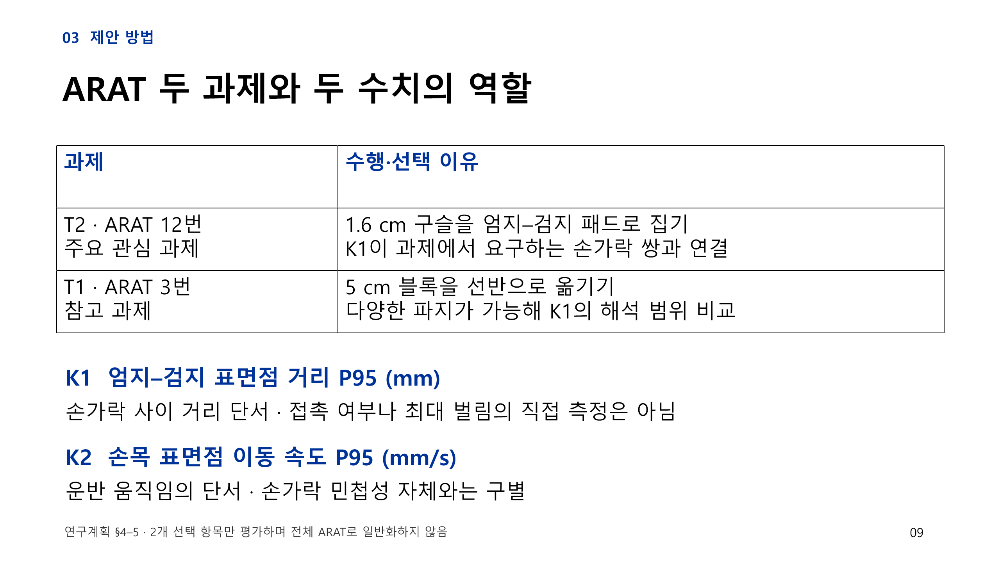 03 제안 방법
ARAT 두 과제와 두 수치의 역할
과제
수행·선택 이유
T2 · ARAT 12번
주요 관심 과제
1.6 cm 구슬을 엄지–검지 패드로 집기
K1이 과제에서 요구하는 손가락 쌍과 연결
T1 · ARAT 3번
참고 과제
5 cm 블록을 선반으로 옮기기
다양한 파지가 가능해 K1의 해석 범위 비교
K1 엄지–검지 표면점 거리 P95 (mm)
손가락 사이 거리 단서 · 접촉 여부나 최대 벌림의 직접 측정은 아님
K2 손목 표면점 이동 속도 P95 (mm/s)
운반 움직임의 단서 · 손가락 민첩성 자체와는 구별
연구계획 §4–5 · 2개 선택 항목만 평가하며 전체 ARAT로 일반화하지 않음
09